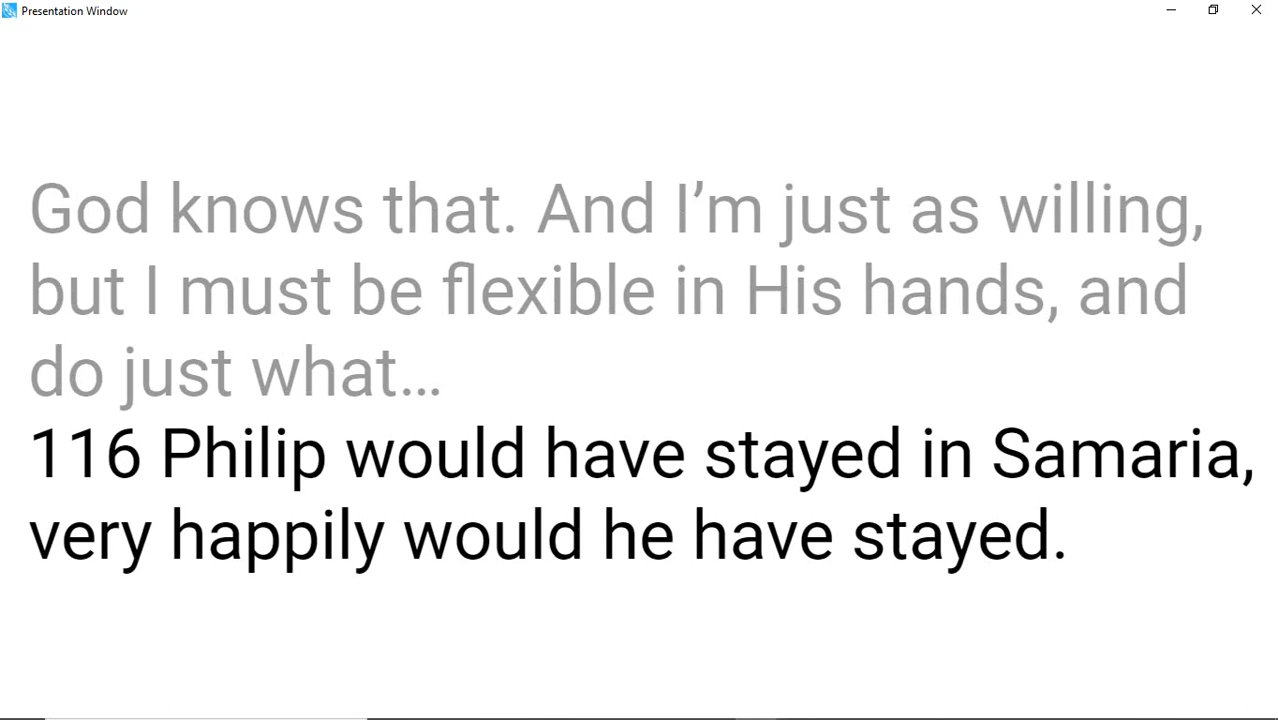 Presentation Window
God knows that. And I’m just as willing,
but I must be flexible in His hands, and
do just what…
116 Philip would have stayed in Samaria,
very happily would he have stayed.